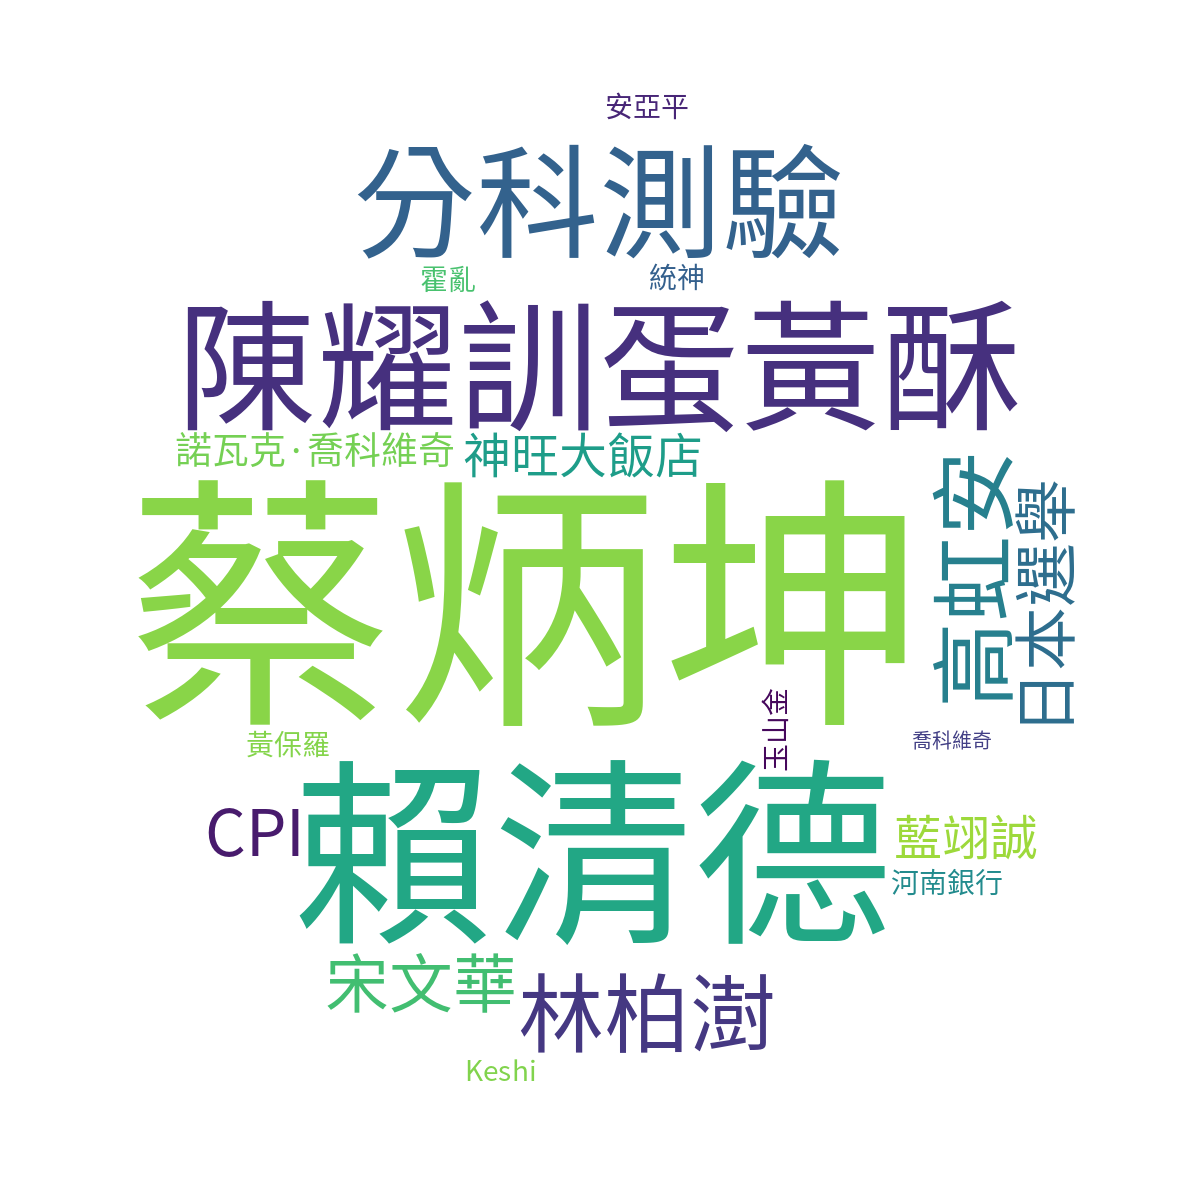 安亞平
分科測驗
霍亂
統神
陳耀訓蛋黃酥
諾瓦克·喬科維奇
神旺大飯店
蔡炳坤
高虹安
日本選舉
玉山金
黃保羅
喬科維奇
賴清德
CPI
藍翊誠
河南銀行
宋文華
林柏澍
Keshi